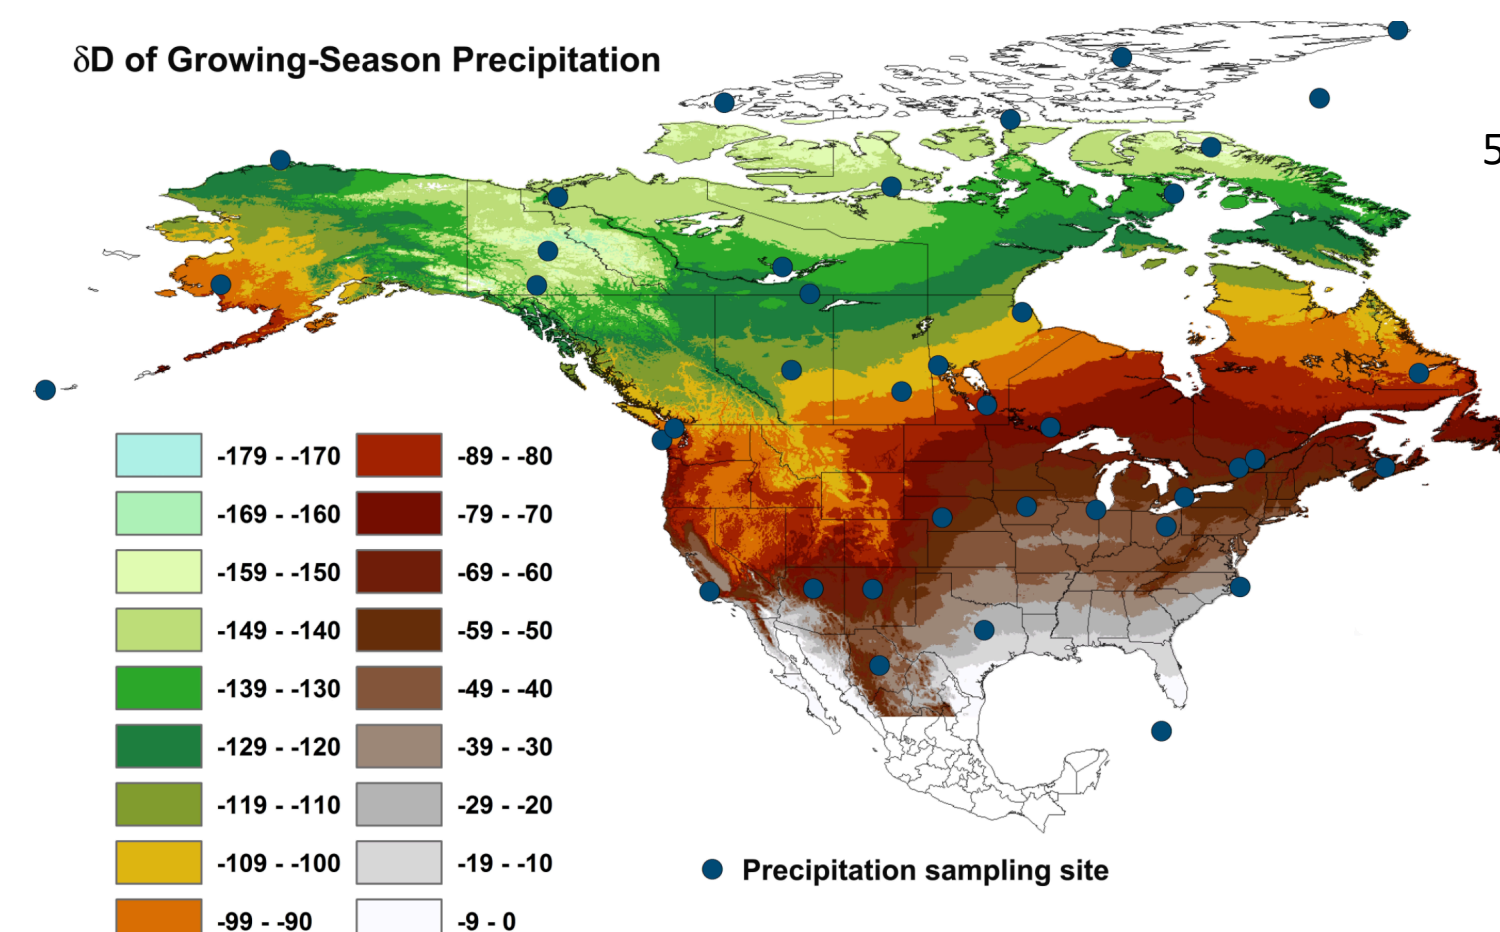 δD of Growing-Season Precipitation
5
-179 - -170
-89 - -80
-169 - -160
-79 - -70
-159 - -150
-69 - -60
-149 - -140
-59 - -50
-139 - -130
-49 - -40
-129 - -120
-39 - -30
-119 - -110
-29 - -20
-109 - -100
-19 - -10
-99 - -90
-9 - 0
Precipitation sampling site